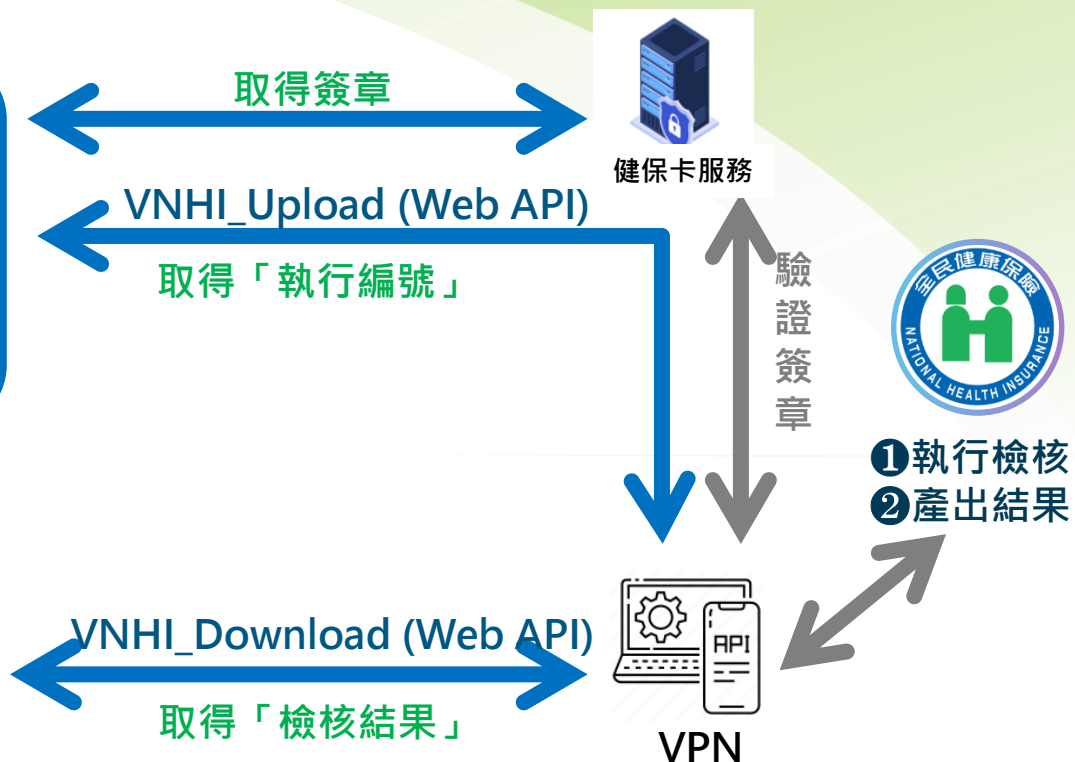 取得簽章
健保卡服務
VNHI_Upload (Web API)
取得「執行編號」
驗證簽章
全民健康保險
NATIONAL HEALTH INSURANCE
❶執行檢核
❷產出結果
VNHI_Download (Web API)
取得「檢核結果」
API
VPN